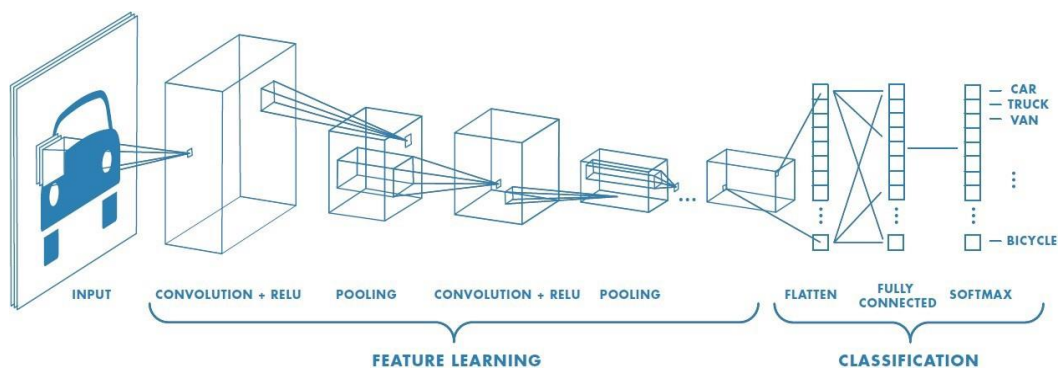 CAR
TRUCK
VAN
BICYCLE
INPUT
CONVOLUTION + RELU
POOLING
CONVOLUTION + RELU
POOLING
FLATTEN
FULLY
CONNECTED
SOFTMAX
FEATURE LEARNING
CLASSIFICATION